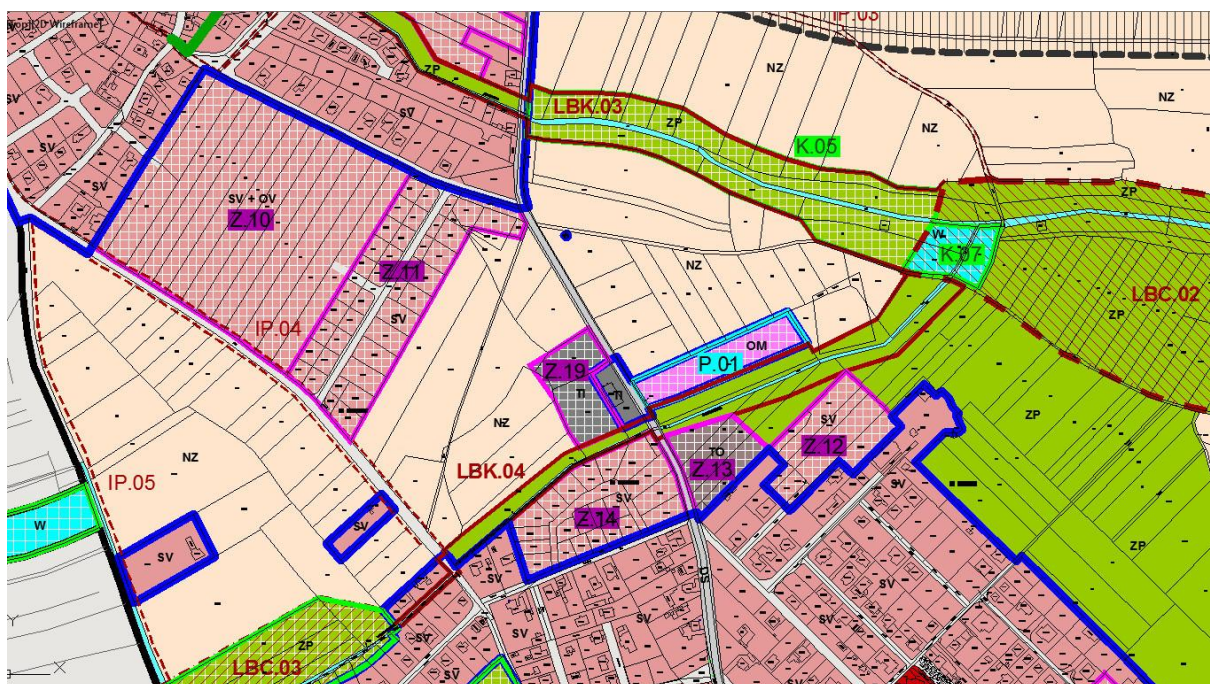 2D Wireframe]
IP.03
ZP
NZ
NZ
SV
LBK.03
ZP
K.05
SV
NZ
SV
SV
SV + OV
Z.10
ZP
W
K.07
Z.11
NZ
LBC.02
ZP
SV
IP.04
OM
P.01
Z.19
TI
TI
SV
Z.12
ZP
NZ
TO
Z.13
NZ
LBK.04
IP.05
SV
Z.14
SV
W
SV
SV
ZP
DS
SV
SV
SV
SV
SV
ZP
SV
LBC.03
Y
X